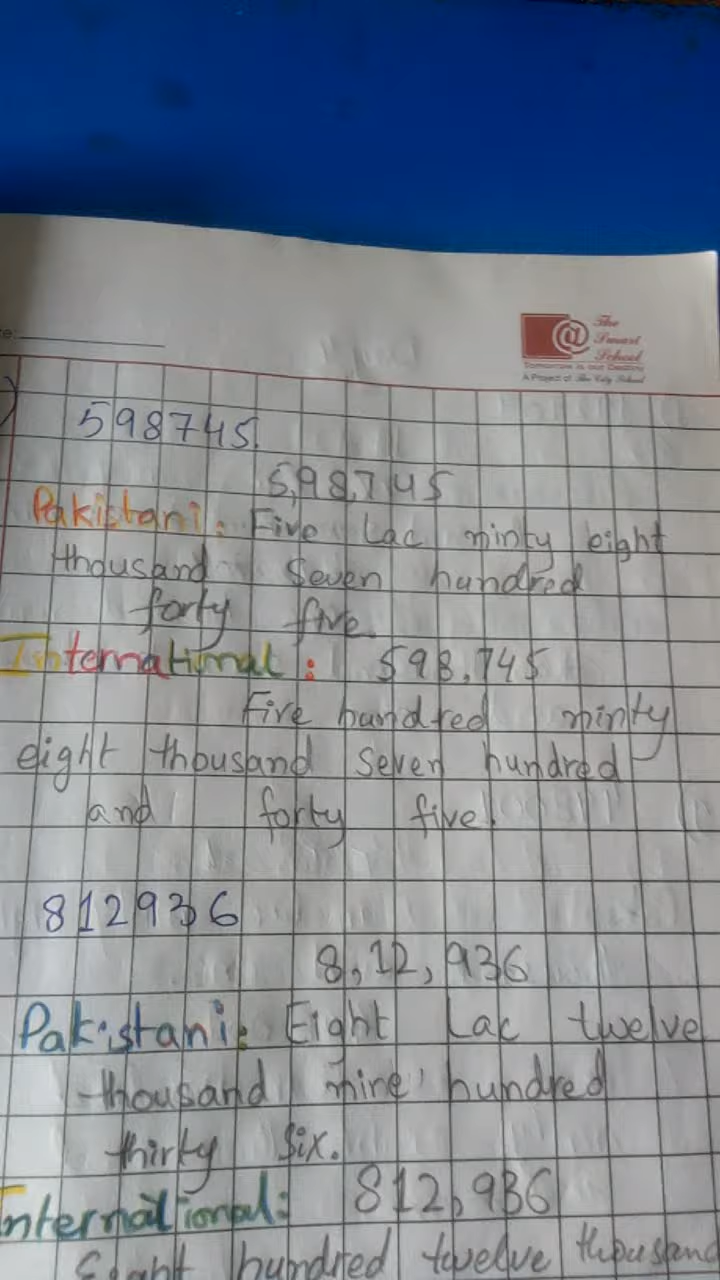 The
Smart
School
Tomorrow is our Destiny
A Project of The City School
e:
)
598745.
5,98,745
Pakistani: Five Lac ninty eight
thousand seven hundred
forty five.
International: 598,745
Five hundred ninty
eight thousand seven hundred
and forty five.
812936
8,12,936
Pakistani: Eight Lac twelve
thousand nine hundred
thirty six.
International: 812,936
Eight hundred twelve thousand